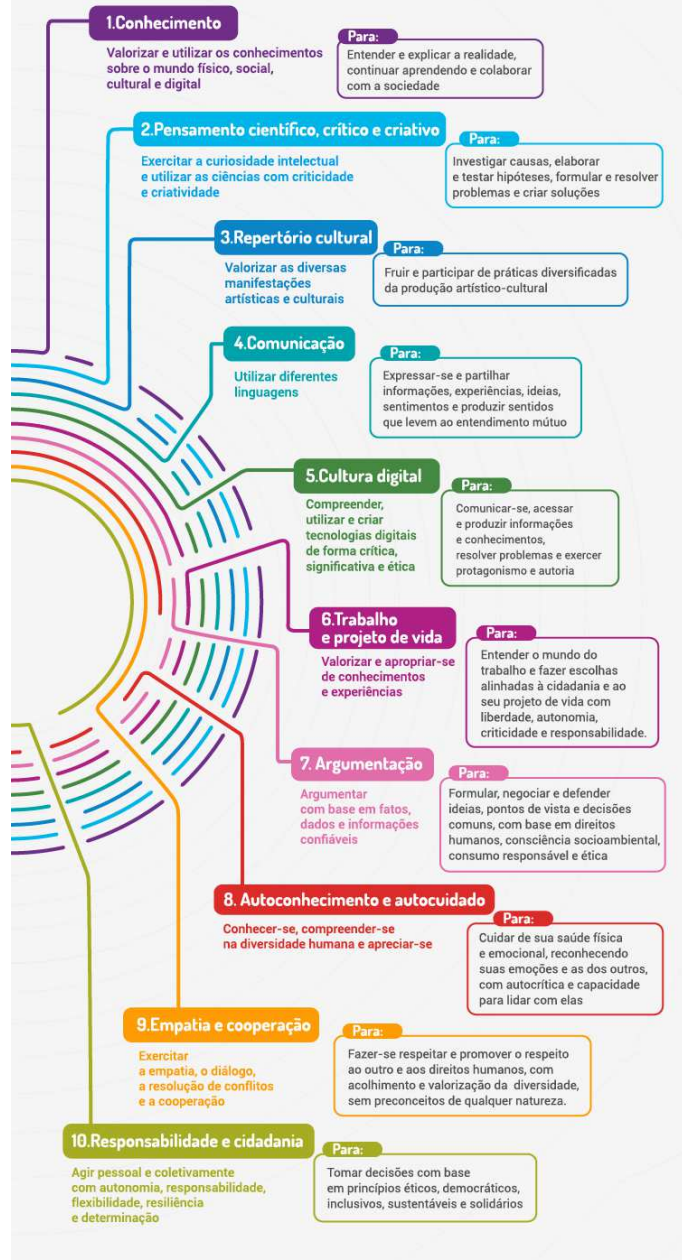 1.Conhecimento
Valorizar e utilizar os conhecimentos
sobre o mundo físico, social,
cultural e digital
Para:
Entender e explicar a realidade,
continuar aprendendo e colaborar
com a sociedade
2.Pensamento científico, crítico e criativo
Exercitar a curiosidade intelectual
e utilizar as ciências com criticidade
e criatividade
Para:
Investigar causas, elaborar
e testar hipóteses, formular e resolver
problemas e criar soluções
3.Repertório cultural
Valorizar as diversas
manifestações
artísticas e culturais
Para:
Fruir e participar de práticas diversificadas
da produção artístico-cultural
4.Comunicação
Utilizar diferentes
linguagens
Para:
Expressar-se e partilhar
informações, experiências, ideias,
sentimentos e produzir sentidos
que levem ao entendimento mútuo
5.Cultura digital
Compreender,
utilizar e criar
tecnologias digitais
de forma crítica,
significativa e ética
Para:
Comunicar-se, acessar
e produzir informações
e conhecimentos,
resolver problemas e exercer
protagonismo e autoria
6.Trabalho
e projeto de vida
Valorizar e apropriar-se
de conhecimentos
e experiências
Para:
Entender o mundo do
trabalho e fazer escolhas
alinhadas à cidadania e ao
seu projeto de vida com
liberdade, autonomia,
criticidade e responsabilidade.
7. Argumentação
Argumentar
com base em fatos,
dados e informações
confiáveis
Para:
Formular, negociar e defender
ideias, pontos de vista e decisões
comuns, com base em direitos
humanos, consciência socioambiental,
consumo responsável e ética
8. Autoconhecimento e autocuidado
Conhecer-se, compreender-se
na diversidade humana e apreciar-se
Para:
Cuidar de sua saúde física
e emocional, reconhecendo
suas emoções e as dos outros,
com autocrítica e capacidade
para lidar com elas
9.Empatia e cooperação
Exercitar
a empatia, o diálogo,
a resolução de conflitos
e a cooperação
Para:
Fazer-se respeitar e promover o respeito
ao outro e aos direitos humanos, com
acolhimento e valorização da diversidade,
sem preconceitos de qualquer natureza.
10.Responsabilidade e cidadania
Agir pessoal e coletivamente
com autonomia, responsabilidade,
flexibilidade, resiliência
e determinação
Para:
Tomar decisões com base
em princípios éticos, democráticos,
inclusivos, sustentáveis e solidários